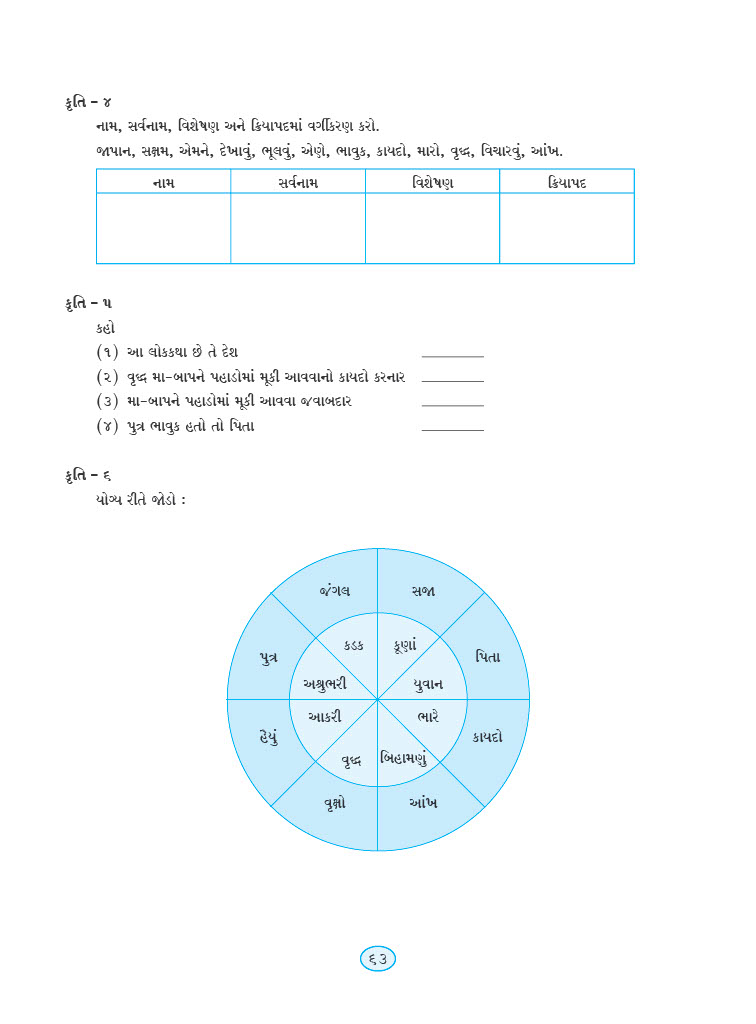 કૃતિ – ૪
નામ, સર્વનામ, વિશેષણ અને ક્રિયાપદમાં વર્ગીકરણ કરો.
જાપાન, સક્ષમ, એમને, દેખાવું, ભૂલવું, એણે, ભાવુક, કાયદો, મારો, વૃદ્ધ, વિચારવું, આંખ.
નામ સર્વનામ વિશેષણ ક્રિયાપદ
કૃતિ – ૫
કહો
(૧) આ લોકકથા છે તે દેશ
(૨) વૃદ્ધ મા-બાપને પહાડોમાં મૂકી આવવાનો કાયદો કરનાર
(૩) મા-બાપને પહાડોમાં મૂકી આવવા જવાબદાર
(૪) પુત્ર ભાવુક હતો તો પિતા
કૃતિ – ૬
યોગ્ય રીતે જોડો :
જંગલ સજા
કડક કૂણાં
પુત્ર પિતા
અશ્રુભરી યુવાન
આકરી ભારે
હૈયું કાયદો
વૃદ્ધ બિહામણું
વૃક્ષો આંખ
૬૩